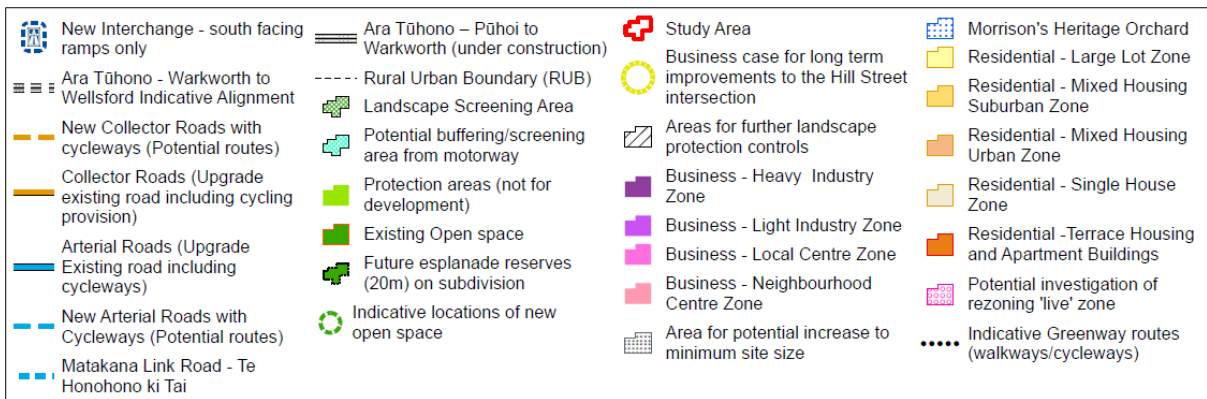 New Interchange - south facing
ramps only
Ara Tūhono - Warkworth to
Wellsford Indicative Alignment
New Collector Roads with
cycleways (Potential routes)
Collector Roads (Upgrade
existing road including cycling
provision)
Arterial Roads (Upgrade
Existing road including
cycleways)
New Arterial Roads with
Cycleways (Potential routes)
Matakana Link Road - Te
Honohono ki Tai
Ara Tūhono – Pūhoi to
Warkworth (under construction)
Rural Urban Boundary (RUB)
Landscape Screening Area
Potential buffering/screening
area from motorway
Protection areas (not for
development)
Existing Open space
Future esplanade reserves
(20m) on subdivision
Indicative locations of new
open space
Study Area
Business case for long term
improvements to the Hill Street
intersection
Areas for further landscape
protection controls
Business - Heavy Industry
Zone
Business - Light Industry Zone
Business - Local Centre Zone
Business - Neighbourhood
Centre Zone
Area for potential increase to
minimum site size
Morrison's Heritage Orchard
Residential - Large Lot Zone
Residential - Mixed Housing
Suburban Zone
Residential - Mixed Housing
Urban Zone
Residential - Single House
Zone
Residential -Terrace Housing
and Apartment Buildings
Potential investigation of
rezoning 'live' zone
Indicative Greenway routes
(walkways/cycleways)